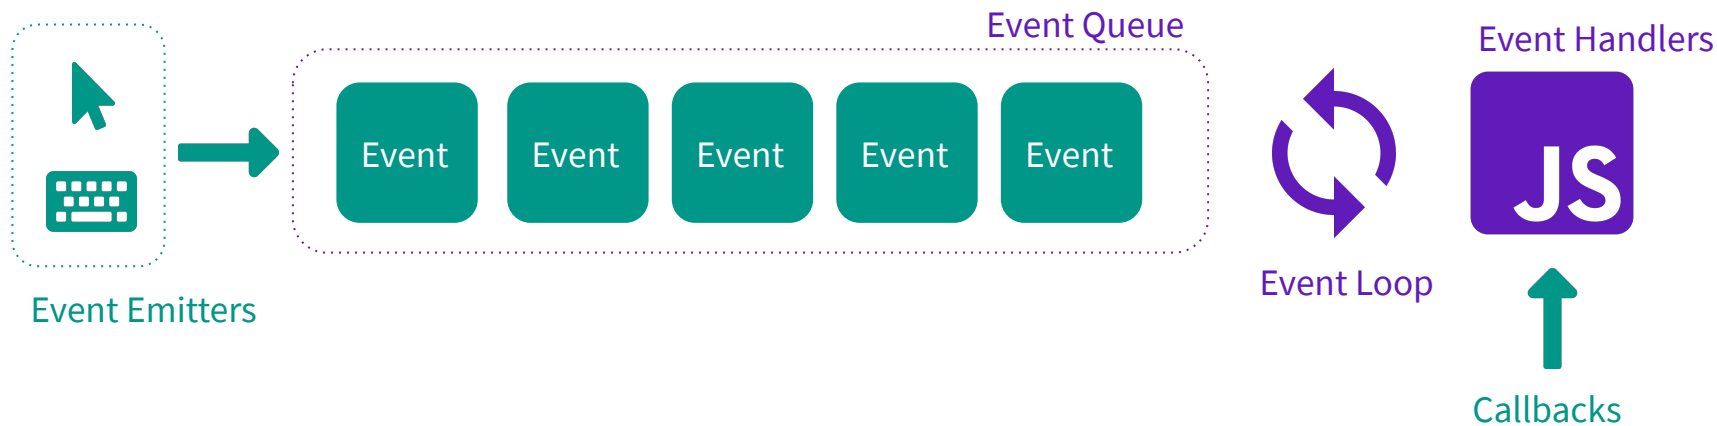 Event Queue
Event Handlers
Event Event Event Event Event
JS
Event Loop
Event Emitters
Callbacks